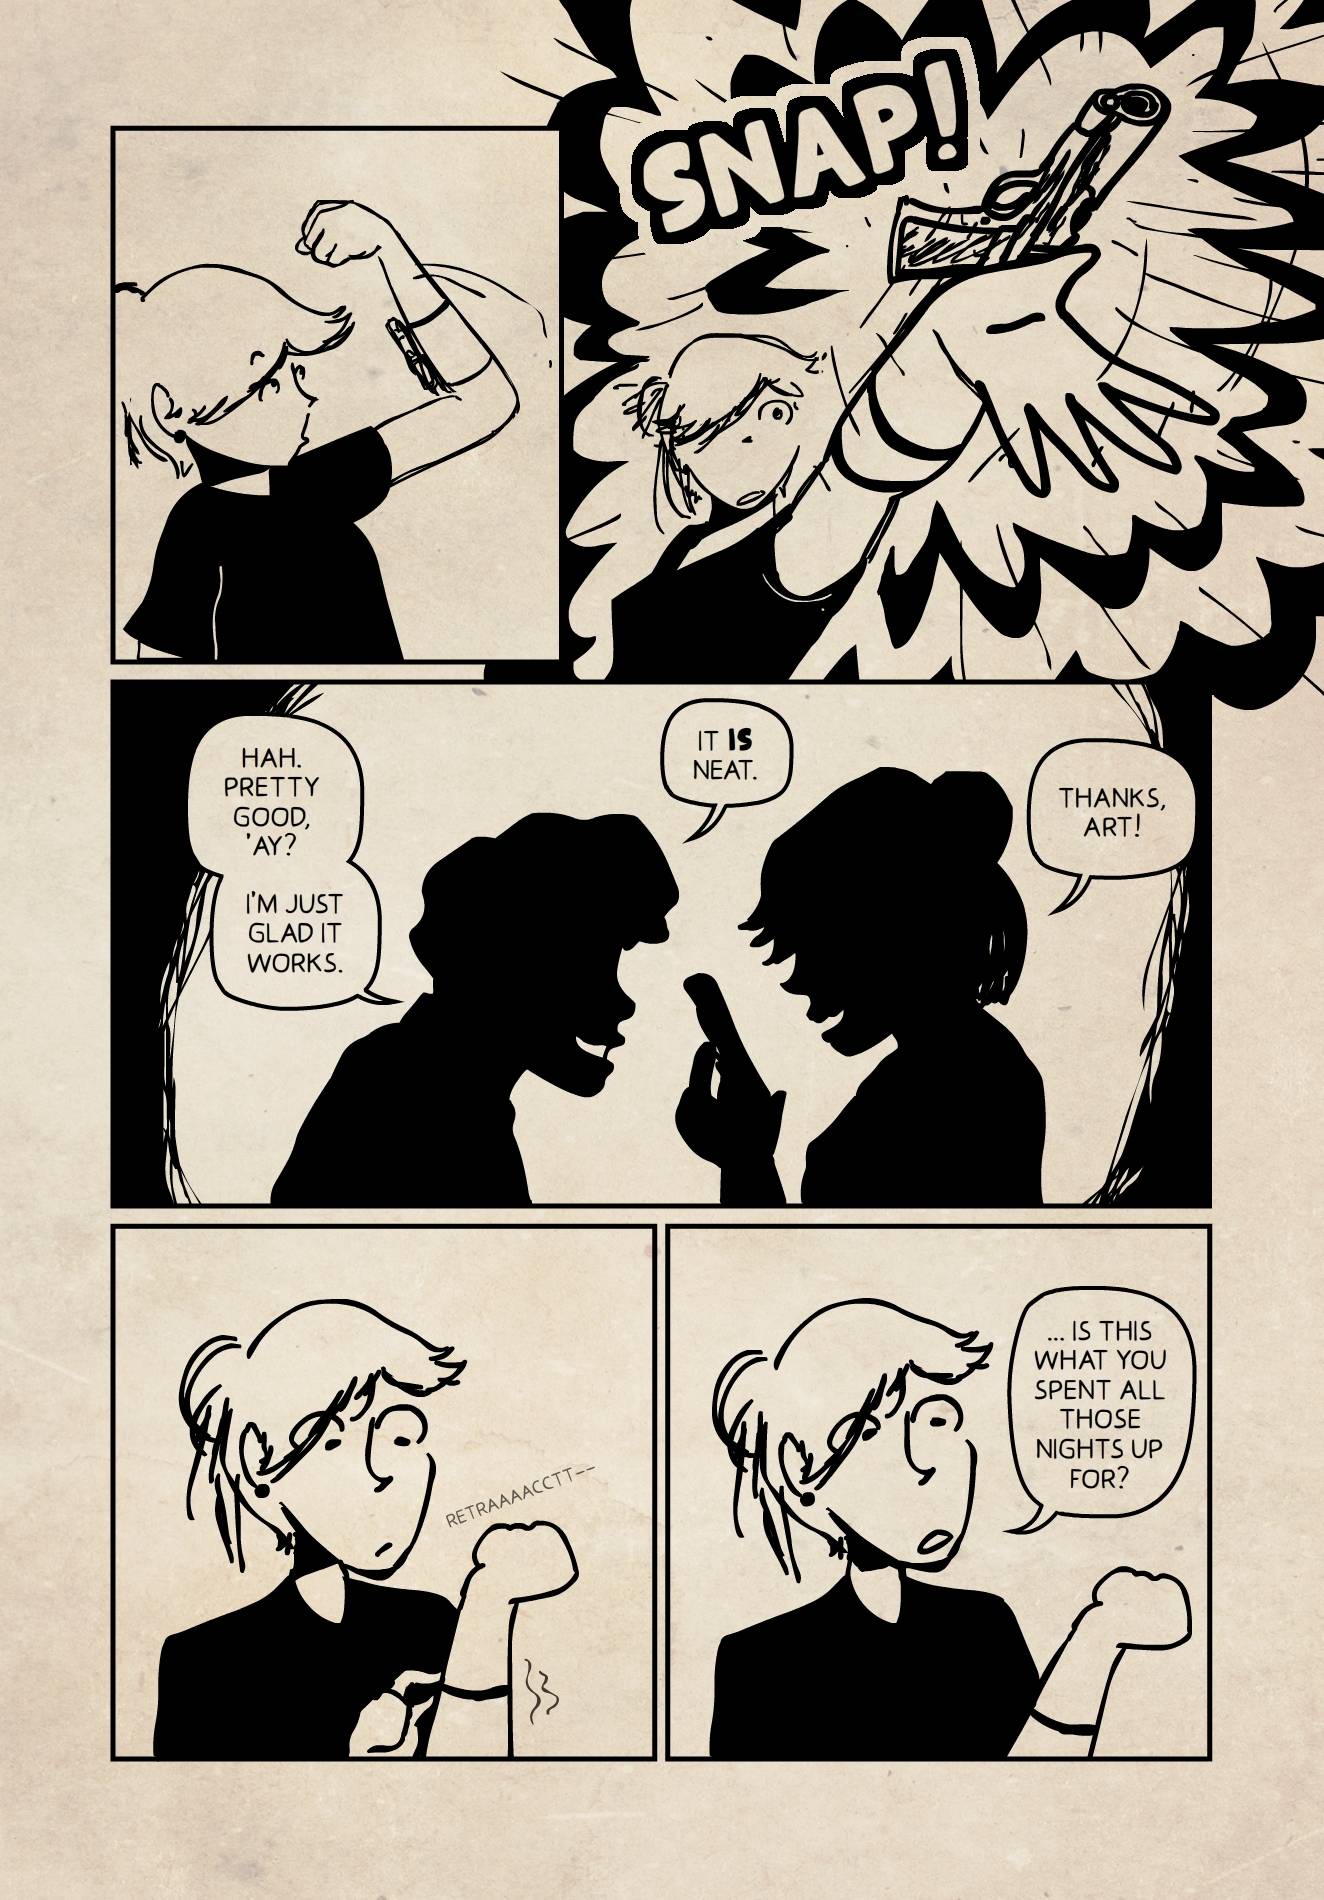 SNAP!
HAH.
PRETTY
GOOD,
'AY?
I'M JUST
GLAD IT
WORKS.
IT IS
NEAT.
THANKS,
ART!
RETRAAAACCTT--
... IS THIS
WHAT YOU
SPENT ALL
THOSE
NIGHTS UP
FOR?